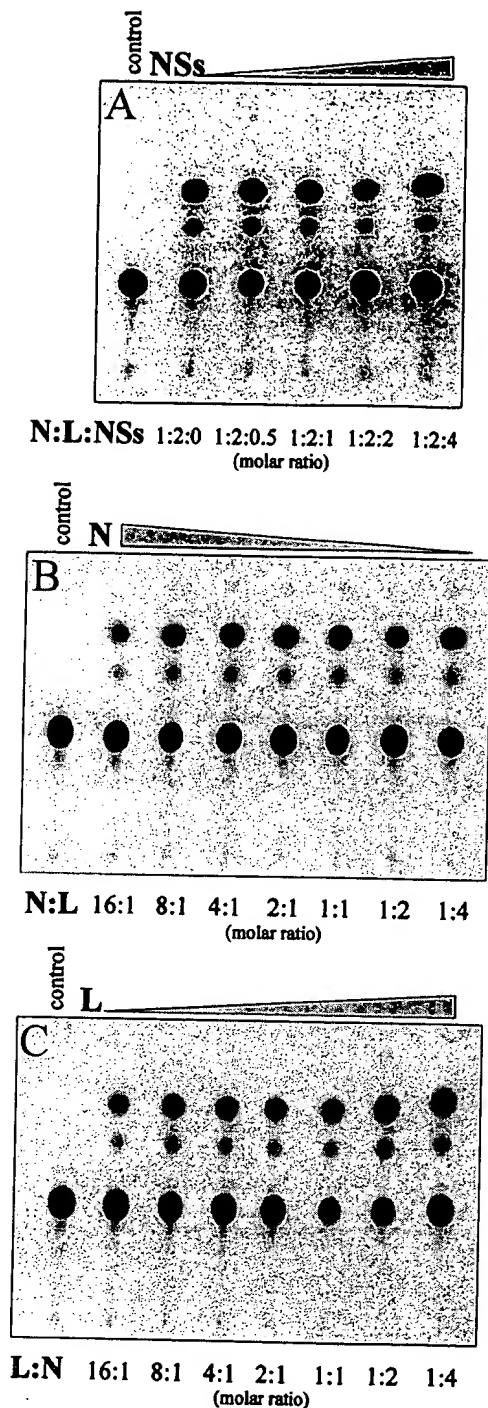 control
NSs
A
N:L:NSs 1:2:0 1:2:0.5 1:2:1 1:2:2 1:2:4
(molar ratio)
control
N
B
N:L 16:1 8:1 4:1 2:1 1:1 1:2 1:4
(molar ratio)
control
L
C
L:N 16:1 8:1 4:1 2:1 1:1 1:2 1:4
(molar ratio)